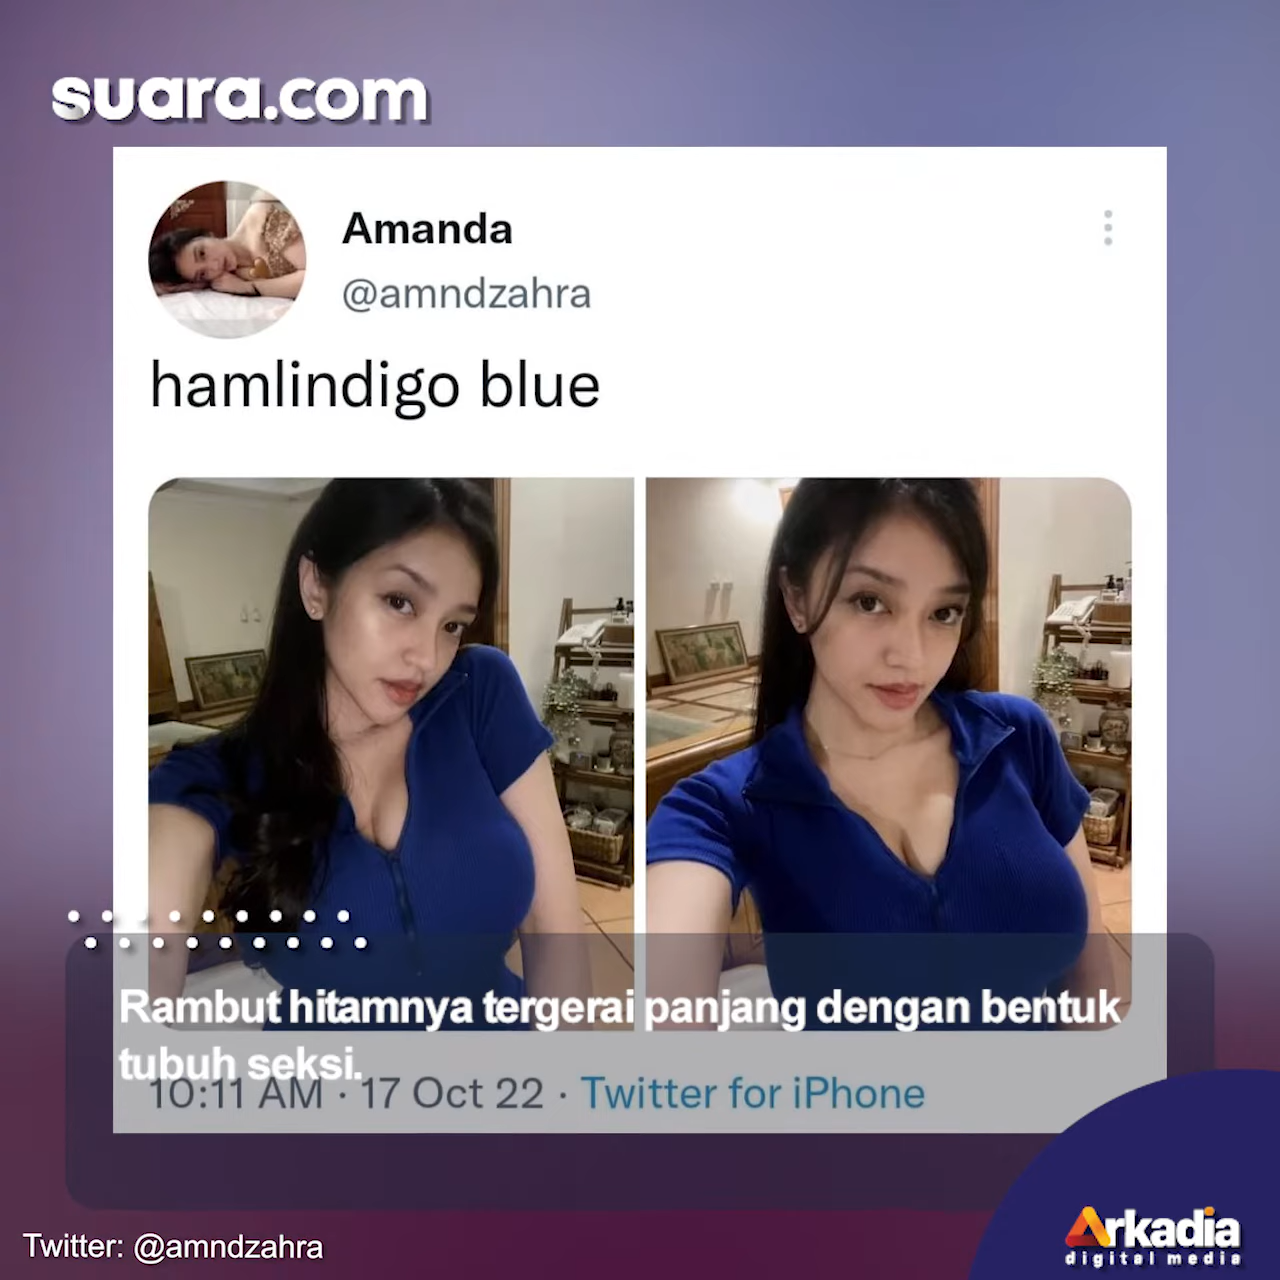 suara.com
Amanda
@amndzahra
hamlindigo blue
Rambut hitamnya tergerai panjang dengan bentuk
tubuh seksi.
10:11 AM · 17 Oct 22 · Twitter for iPhone
Twitter: @amndzahra
Arkadia
digital media